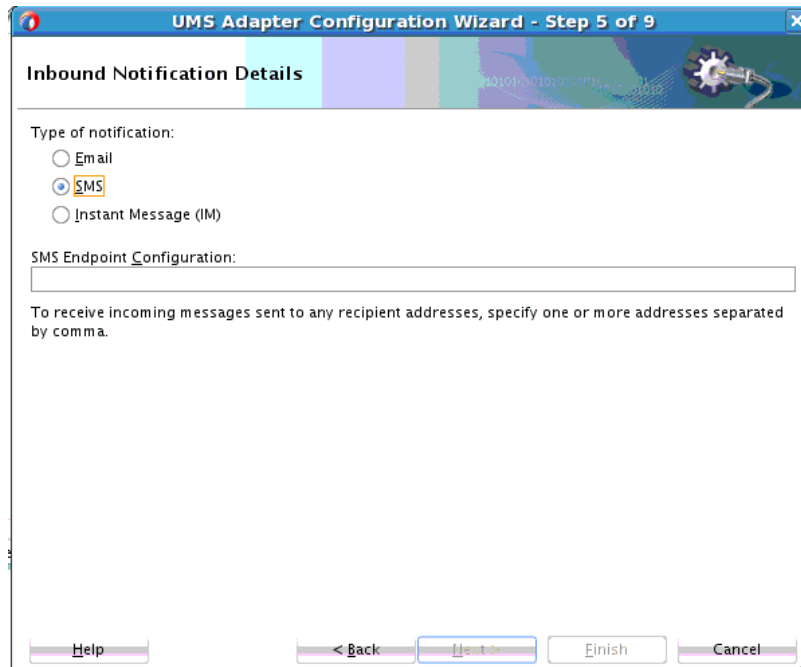 UMS Adapter Configuration Wizard - Step 5 of 9
Inbound Notification Details
Type of notification:
Email
SMS
Instant Message (IM)
SMS Endpoint Configuration:
To receive incoming messages sent to any recipient addresses, specify one or more addresses separated
by comma.
Help
< Back
Next >
Finish
Cancel